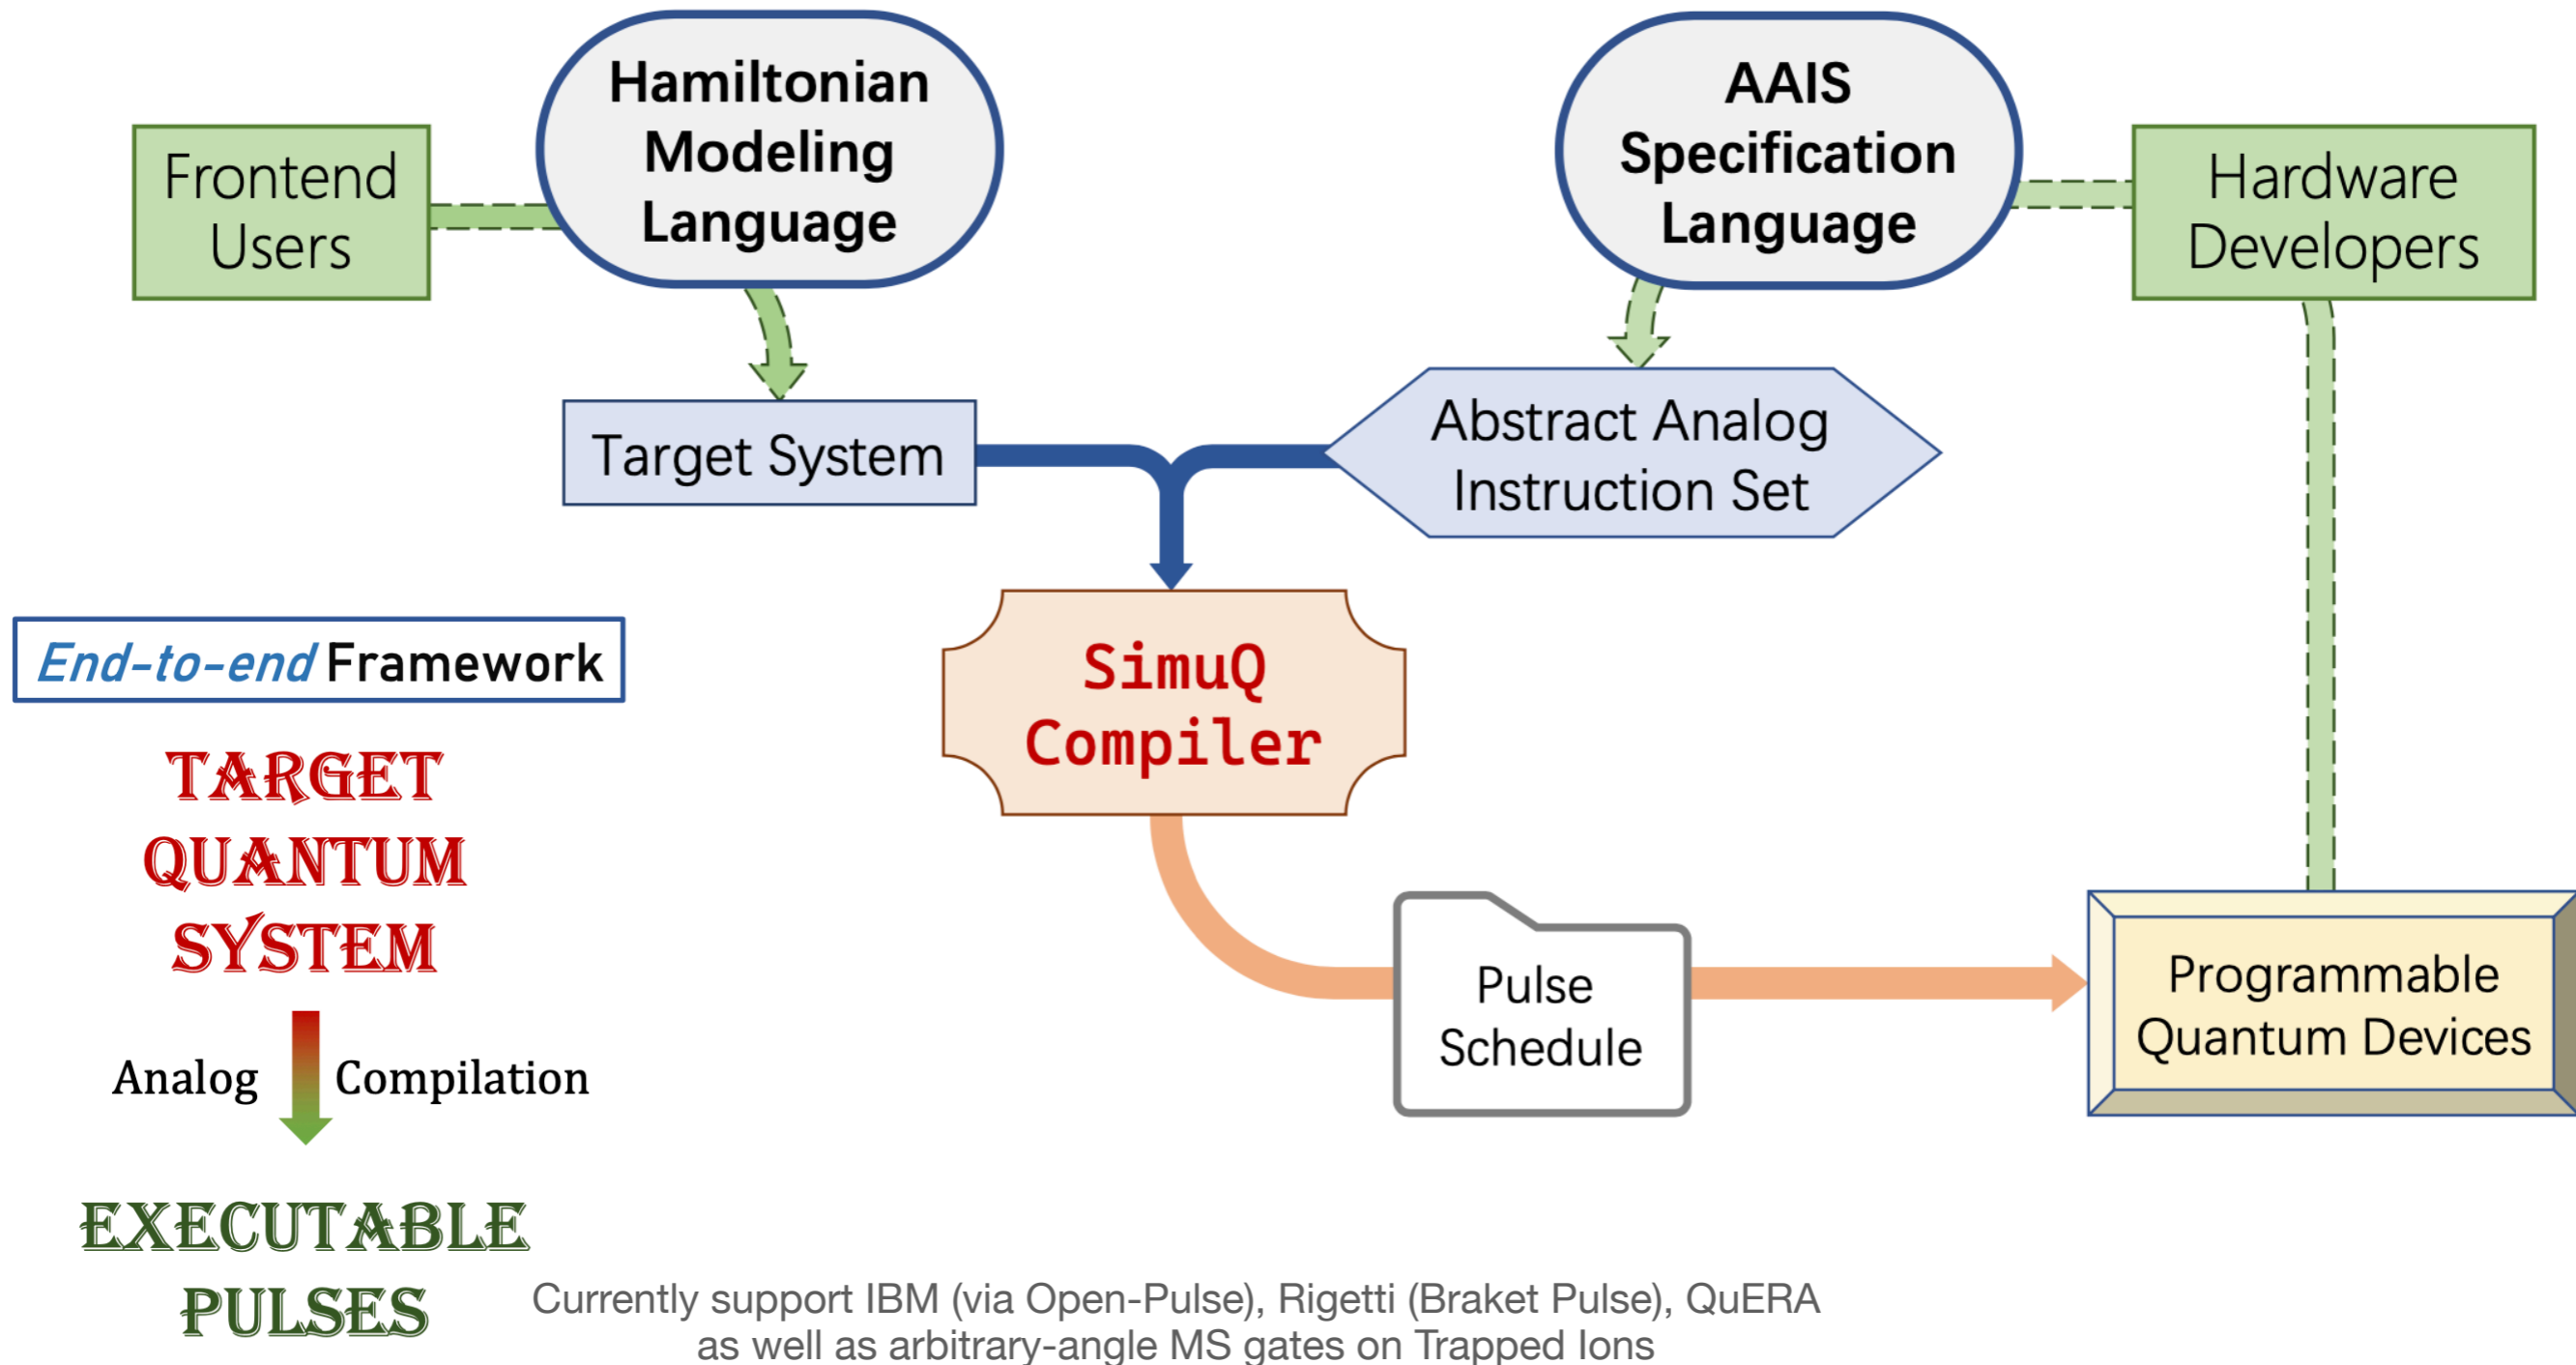 Hamiltonian
Modeling
Language
AAIS
Specification
Language
Frontend
Users
Hardware
Developers
Target System
Abstract Analog
Instruction Set
End-to-end Framework
SimuQ
Compiler
TARGET
QUANTUM
SYSTEM
Analog Compilation
EXECUTABLE
PULSES
Pulse
Schedule
Programmable
Quantum Devices
Currently support IBM (via Open-Pulse), Rigetti (Braket Pulse), QuERA
as well as arbitrary-angle MS gates on Trapped Ions